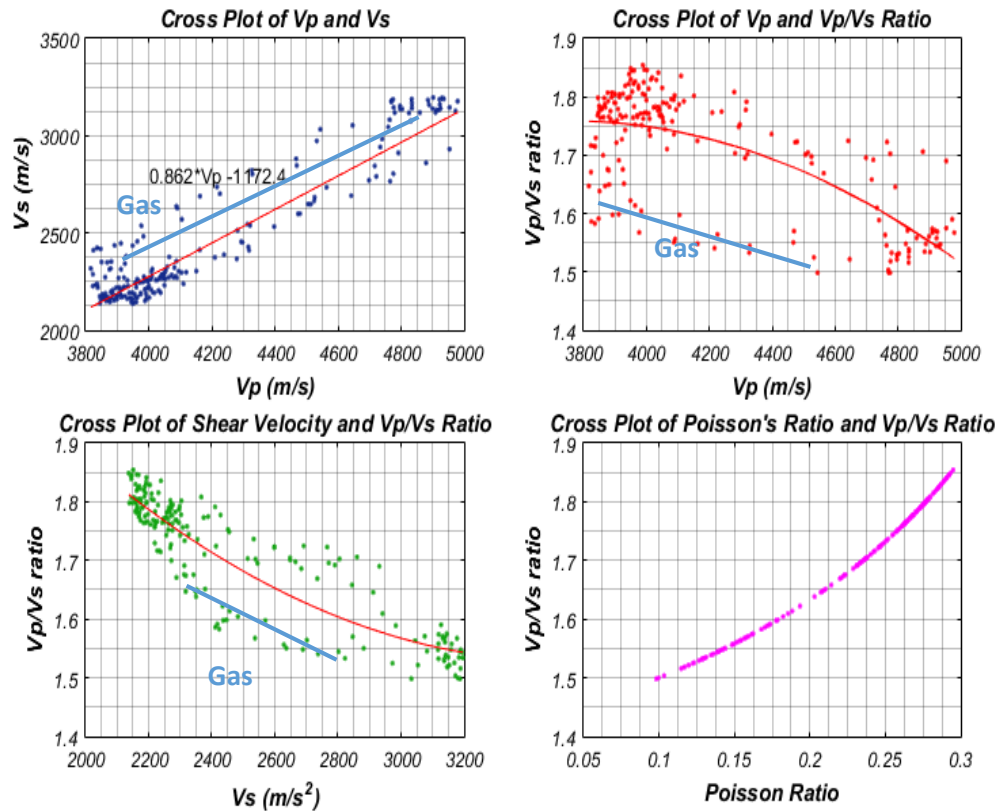 Cross Plot of Vp and Vs
3500
3000
2500
2000
Vs (m/s)
0.862*Vp -1172.4
Gas
3800 4000 4200 4400 4600 4800 5000
Vp (m/s)
Cross Plot of Vp and Vp/Vs Ratio
1.9
1.8
1.7
1.6
1.5
1.4
Vp/Vs ratio
Gas
3800 4000 4200 4400 4600 4800 5000
Vp (m/s)
Cross Plot of Shear Velocity and Vp/Vs Ratio
1.9
1.8
1.7
1.6
1.5
1.4
Vp/Vs ratio
Gas
2000 2200 2400 2600 2800 3000 3200
Vs (m/s²)
Cross Plot of Poisson's Ratio and Vp/Vs Ratio
1.9
1.8
1.7
1.6
1.5
1.4
Vp/Vs ratio
0.05 0.1 0.15 0.2 0.25 0.3
Poisson Ratio